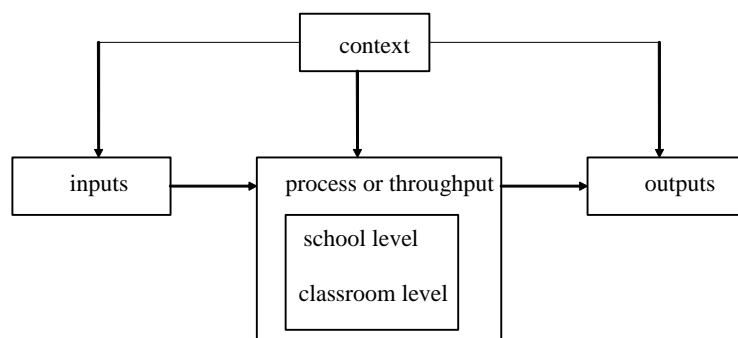 context
inputs
process or throughput
outputs
school level
classroom level